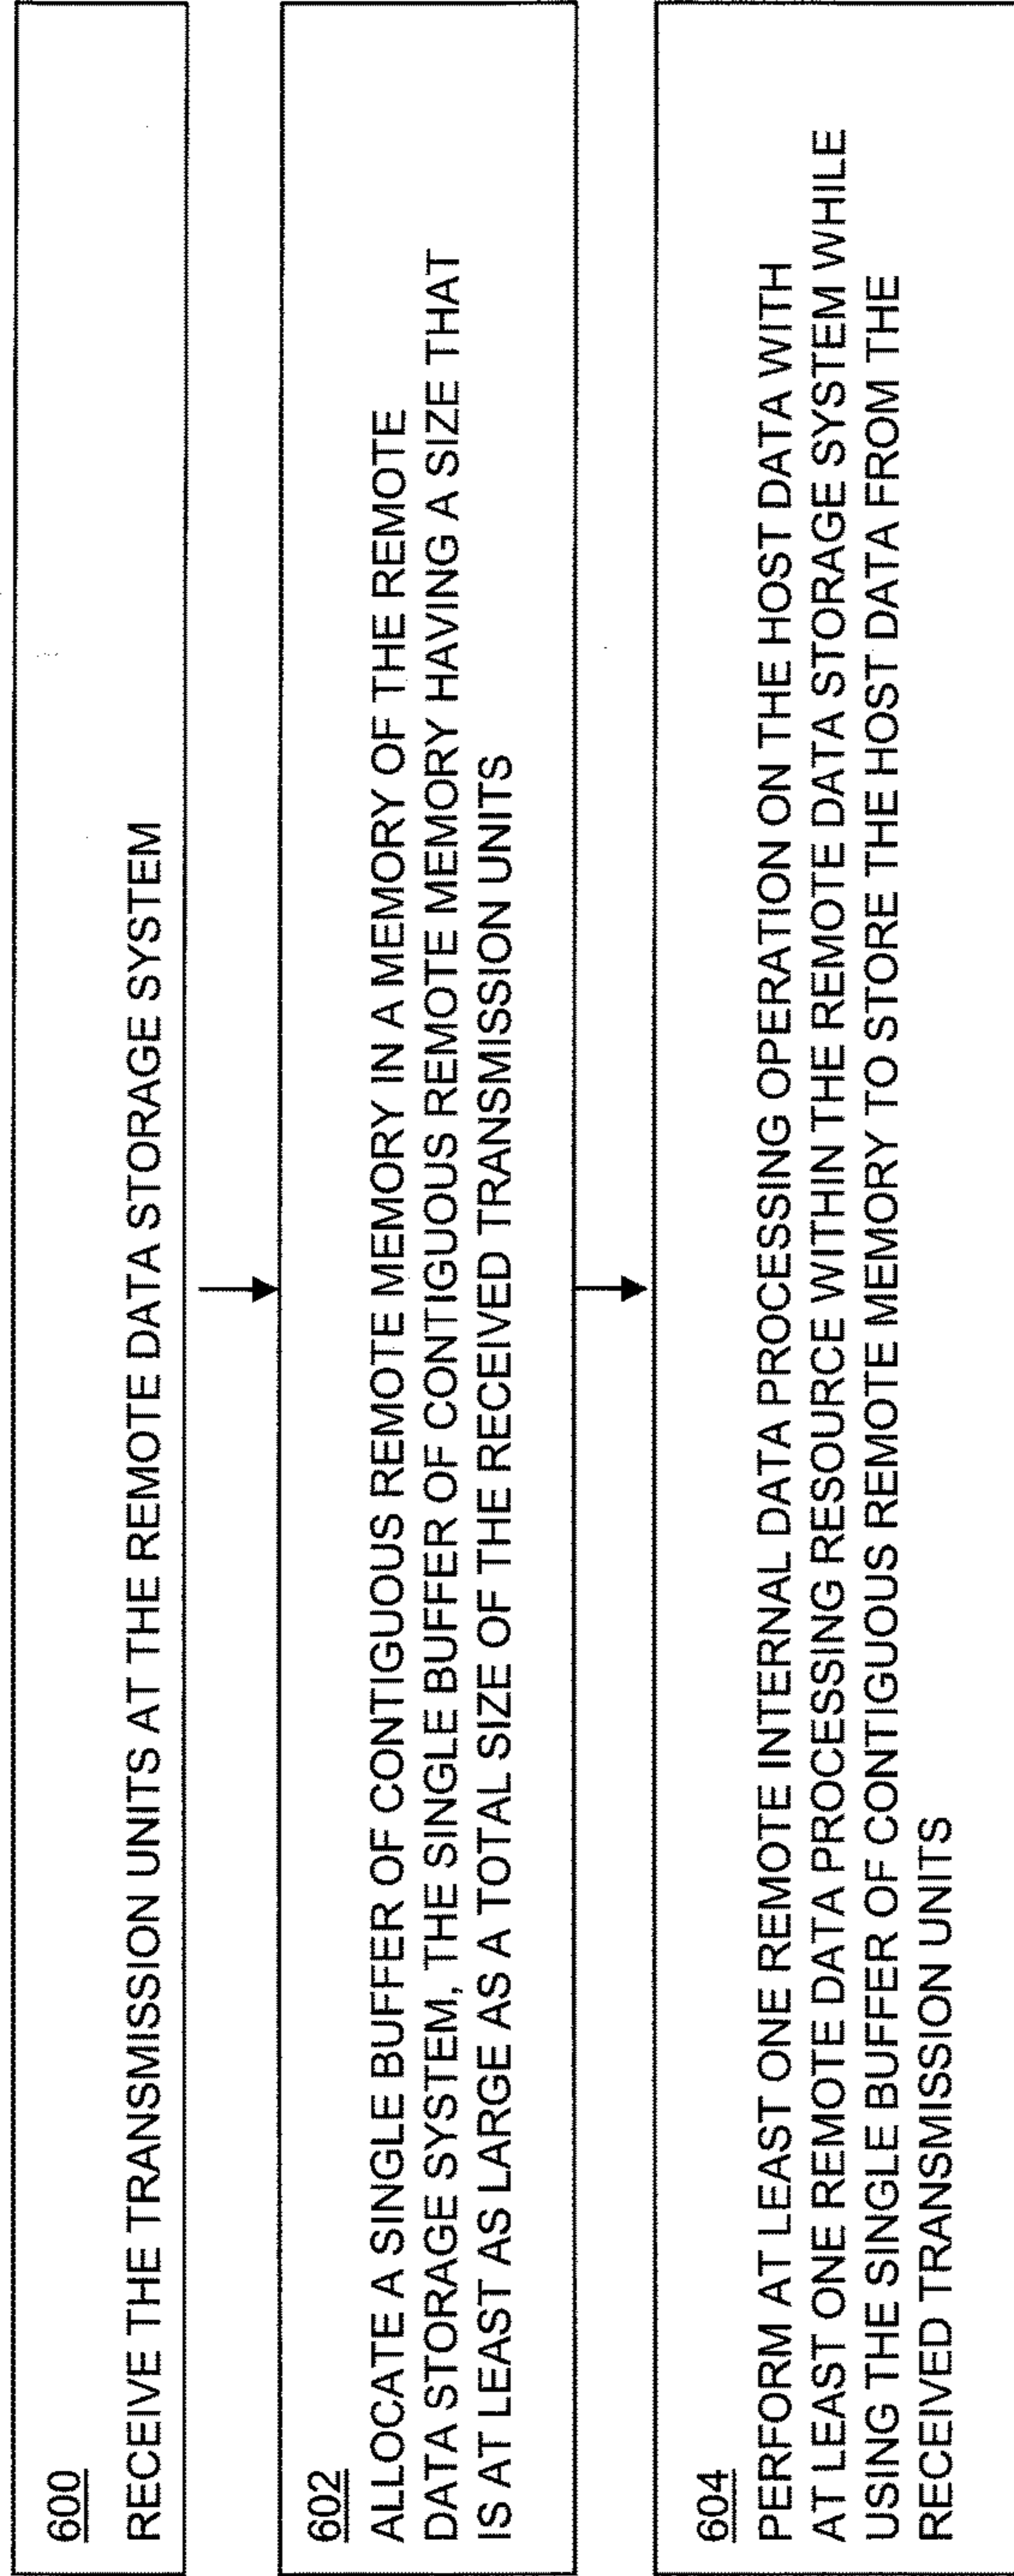 600
RECEIVE THE TRANSMISSION UNITS AT THE REMOTE DATA STORAGE SYSTEM
602
ALLOCATE A SINGLE BUFFER OF CONTIGUOUS REMOTE MEMORY IN A MEMORY OF THE REMOTE
DATA STORAGE SYSTEM, THE SINGLE BUFFER OF CONTIGUOUS REMOTE MEMORY HAVING A SIZE THAT
IS AT LEAST AS LARGE AS A TOTAL SIZE OF THE RECEIVED TRANSMISSION UNITS
604
PERFORM AT LEAST ONE REMOTE INTERNAL DATA PROCESSING OPERATION ON THE HOST DATA WITH
AT LEAST ONE REMOTE DATA PROCESSING RESOURCE WITHIN THE REMOTE DATA STORAGE SYSTEM WHILE
USING THE SINGLE BUFFER OF CONTIGUOUS REMOTE MEMORY TO STORE THE HOST DATA FROM THE
RECEIVED TRANSMISSION UNITS